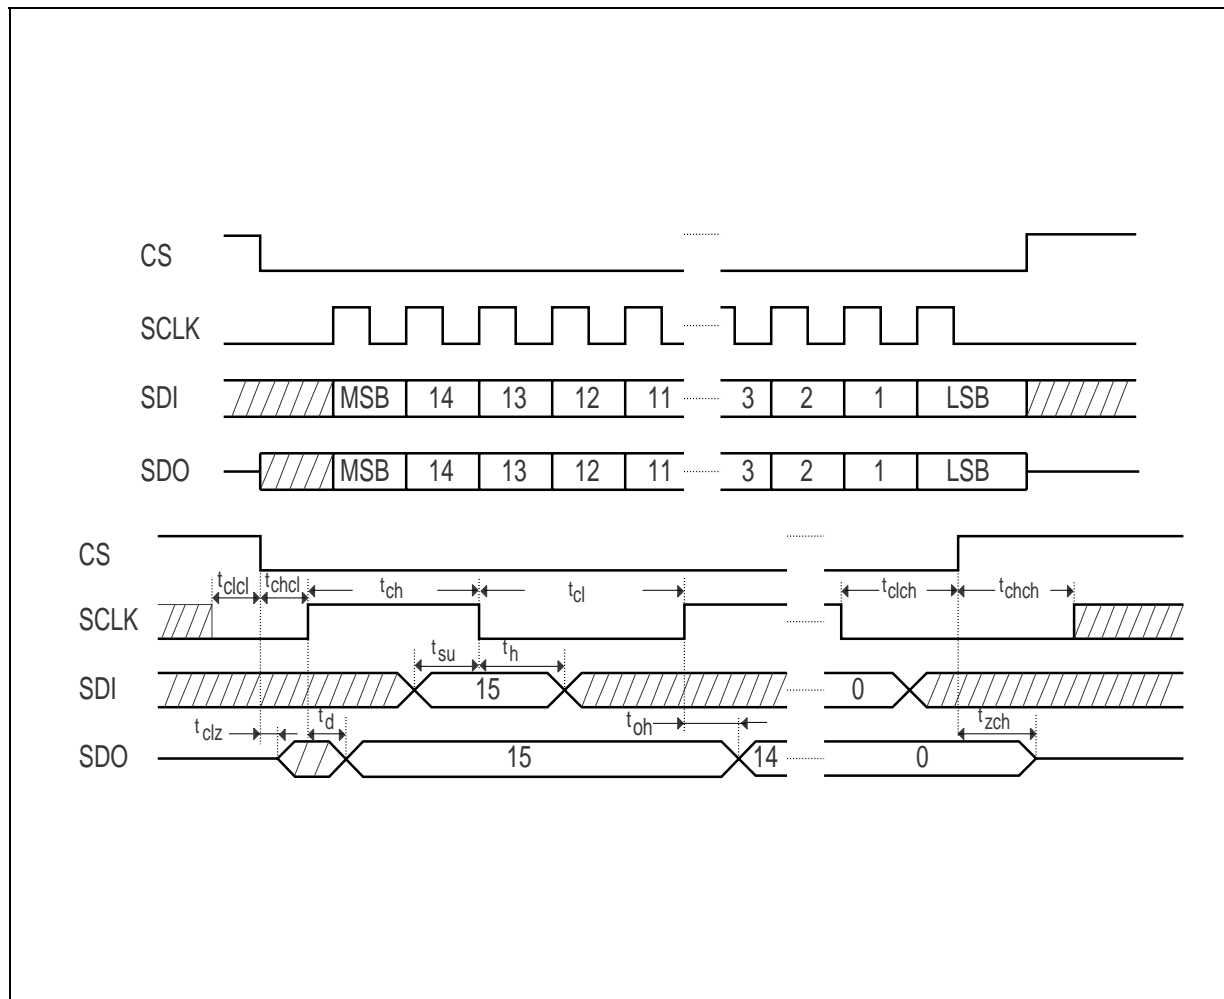 CS
SCLK
SDI MSB 14 13 12 11 3 2 1 LSB
SDO MSB 14 13 12 11 3 2 1 LSB
CS
tclcl tchcl tch tcl tclch tchch
SCLK
tsu th
SDI 15 0
tclz td toh tzch
SDO 15 14 0